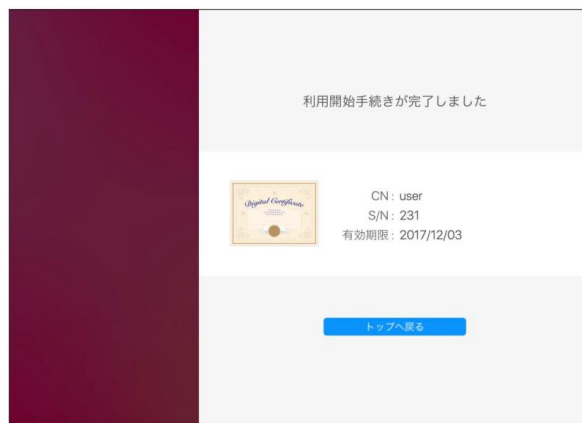 利用開始手続きが完了しました
Digital Certificate
CN : user
S/N : 231
有効期限 : 2017/12/03
トップへ戻る